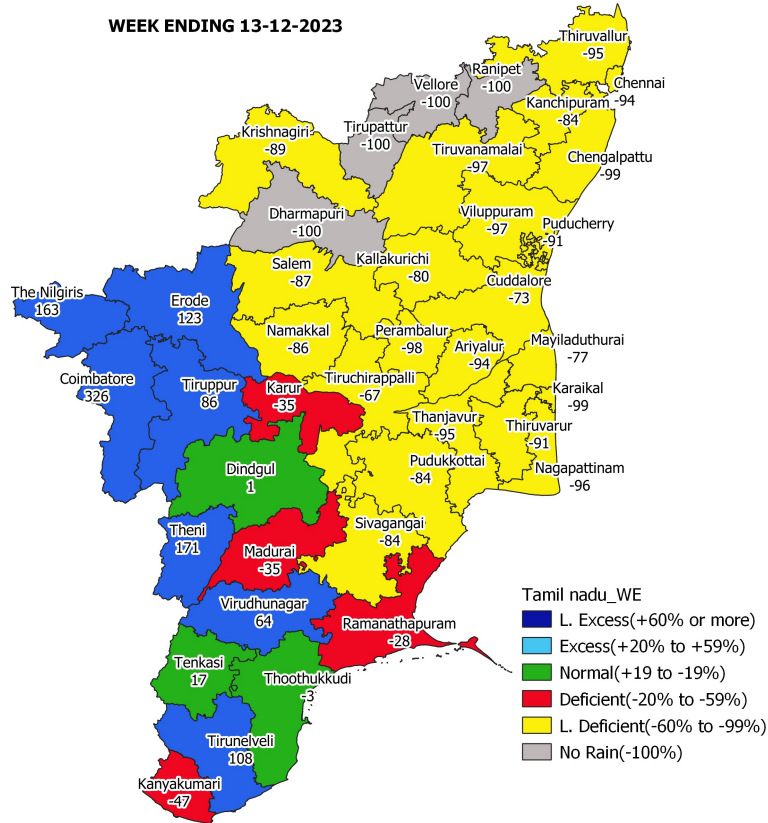 WEEK ENDING 13-12-2023
Thiruvallur
-95
Ranipet
-100
Vellore
-100
Chennai
-94
Kanchipuram
-84
Tirupattur
-100
Krishnagiri
-89
Tiruvanamalai
-97
Chengalpattu
-99
Dharmapuri
-100
Viluppuram
-97
Puducherry
-91
Salem
-87
Kallakurichi
-80
Cuddalore
-73
The Nilgiris
163
Erode
123
Namakkal
-86
Perambalur
-98
Ariyalur
-94
Mayiladuthurai
-77
Coimbatore
326
Tiruppur
86
Karur
-35
Tiruchirappalli
-67
Karaikal
-99
Thanjavur
-95
Thiruvarur
-91
Dindgul
1
Pudukkottai
-84
Nagapattinam
-96
Theni
171
Sivagangai
-84
Madurai
-35
Virudhunagar
64
Ramanathapuram
-28
Tenkasi
17
Thoothukkudi
-3
Tirunelveli
108
Kanyakumari
-47
Tamil nadu_WE
L. Excess(+60% or more)
Excess(+20% to +59%)
Normal(+19 to -19%)
Deficient(-20% to -59%)
L. Deficient(-60% to -99%)
No Rain(-100%)